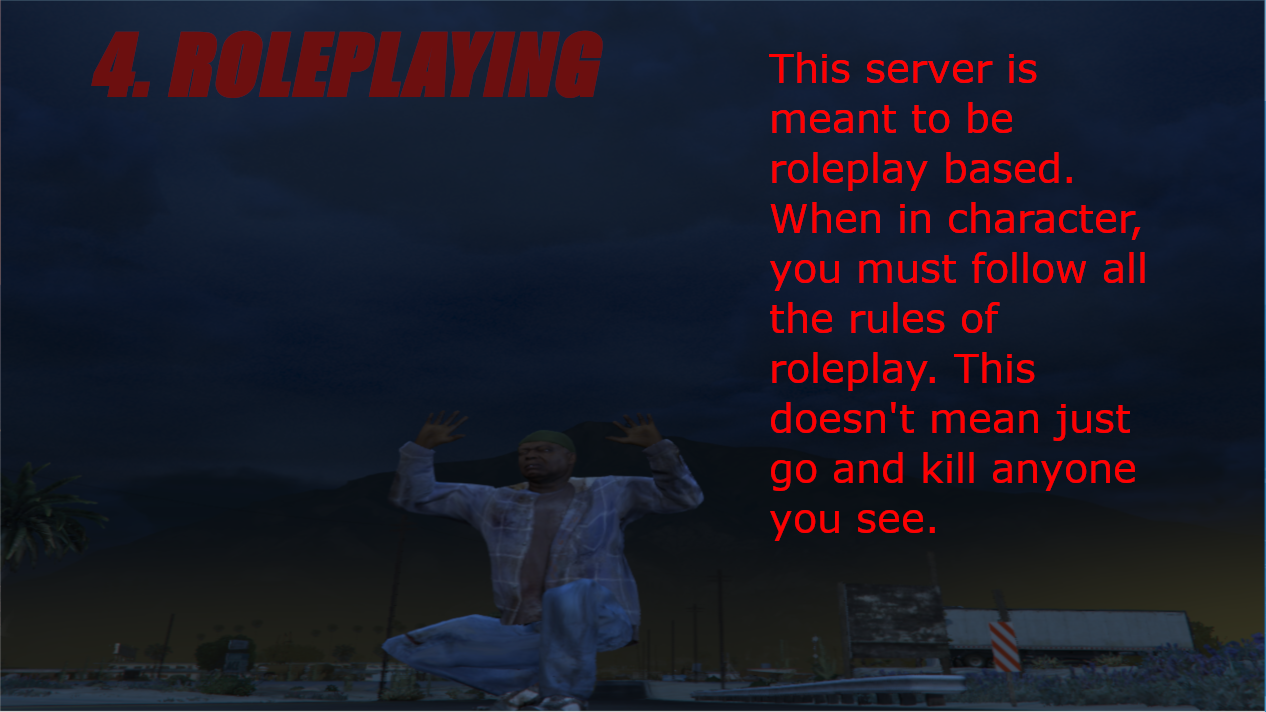 4. ROLEPLAYING
This server is
meant to be
roleplay based.
When in character,
you must follow all
the rules of
roleplay. This
doesn't mean just
go and kill anyone
you see.